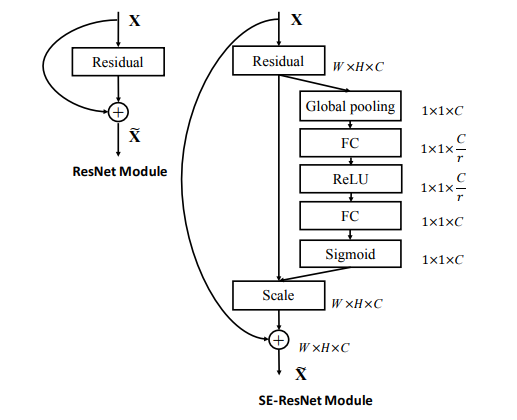 X
Residual
+
X̃
ResNet Module
X
Residual
W×H×C
Global pooling
1×1×C
FC
1×1×C/r
ReLU
1×1×C/r
FC
1×1×C
Sigmoid
1×1×C
Scale
W×H×C
+
W×H×C
X̃
SE-ResNet Module